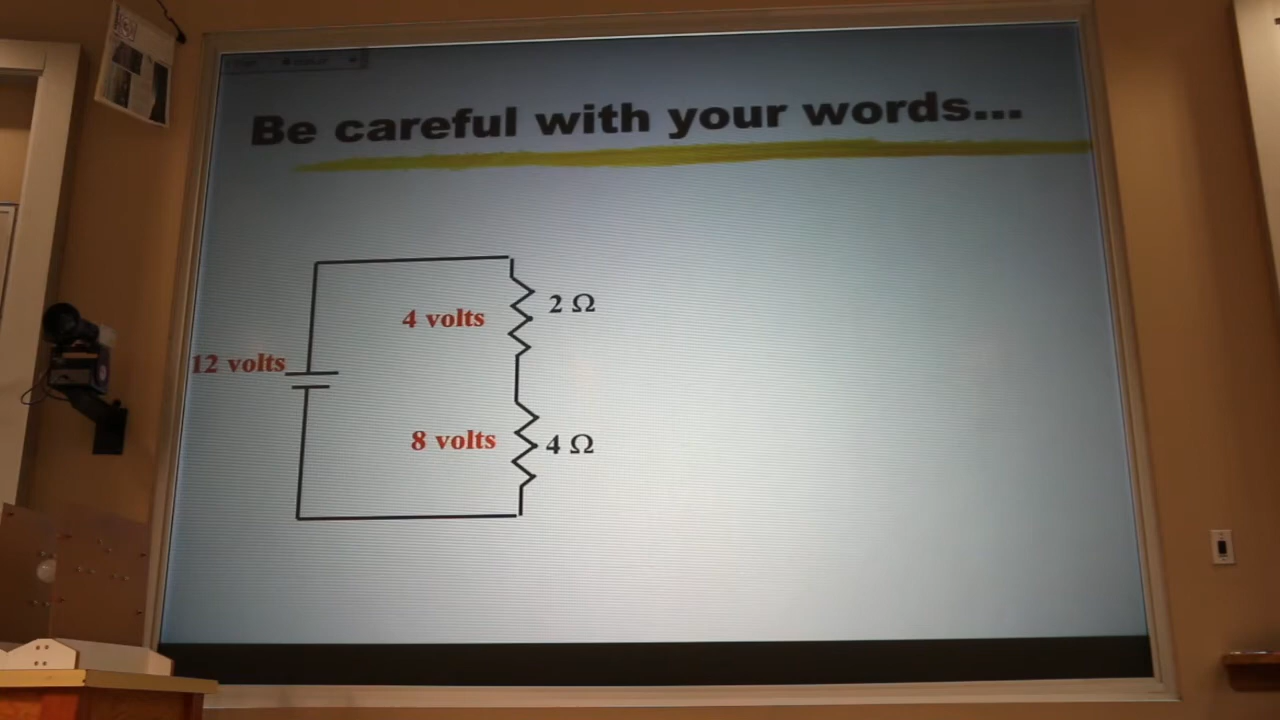 Be careful with your words...
4 volts
2 Ω
12 volts
8 volts
4 Ω